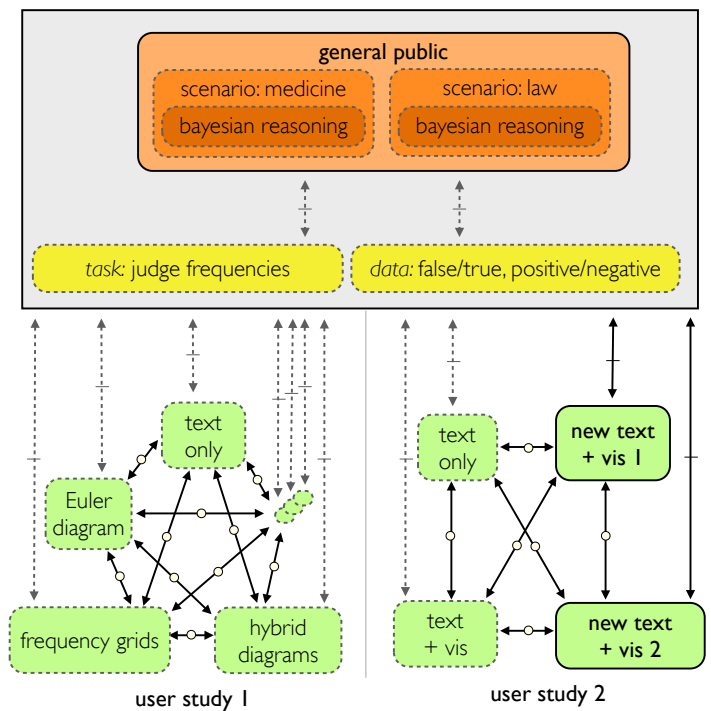 general public
scenario: medicine
scenario: law
bayesian reasoning
bayesian reasoning
task: judge frequencies
data: false/true, positive/negative
text
only
Euler
diagram
frequency grids
hybrid
diagrams
user study 1
text
only
new text
+ vis 1
text
+ vis
new text
+ vis 2
user study 2